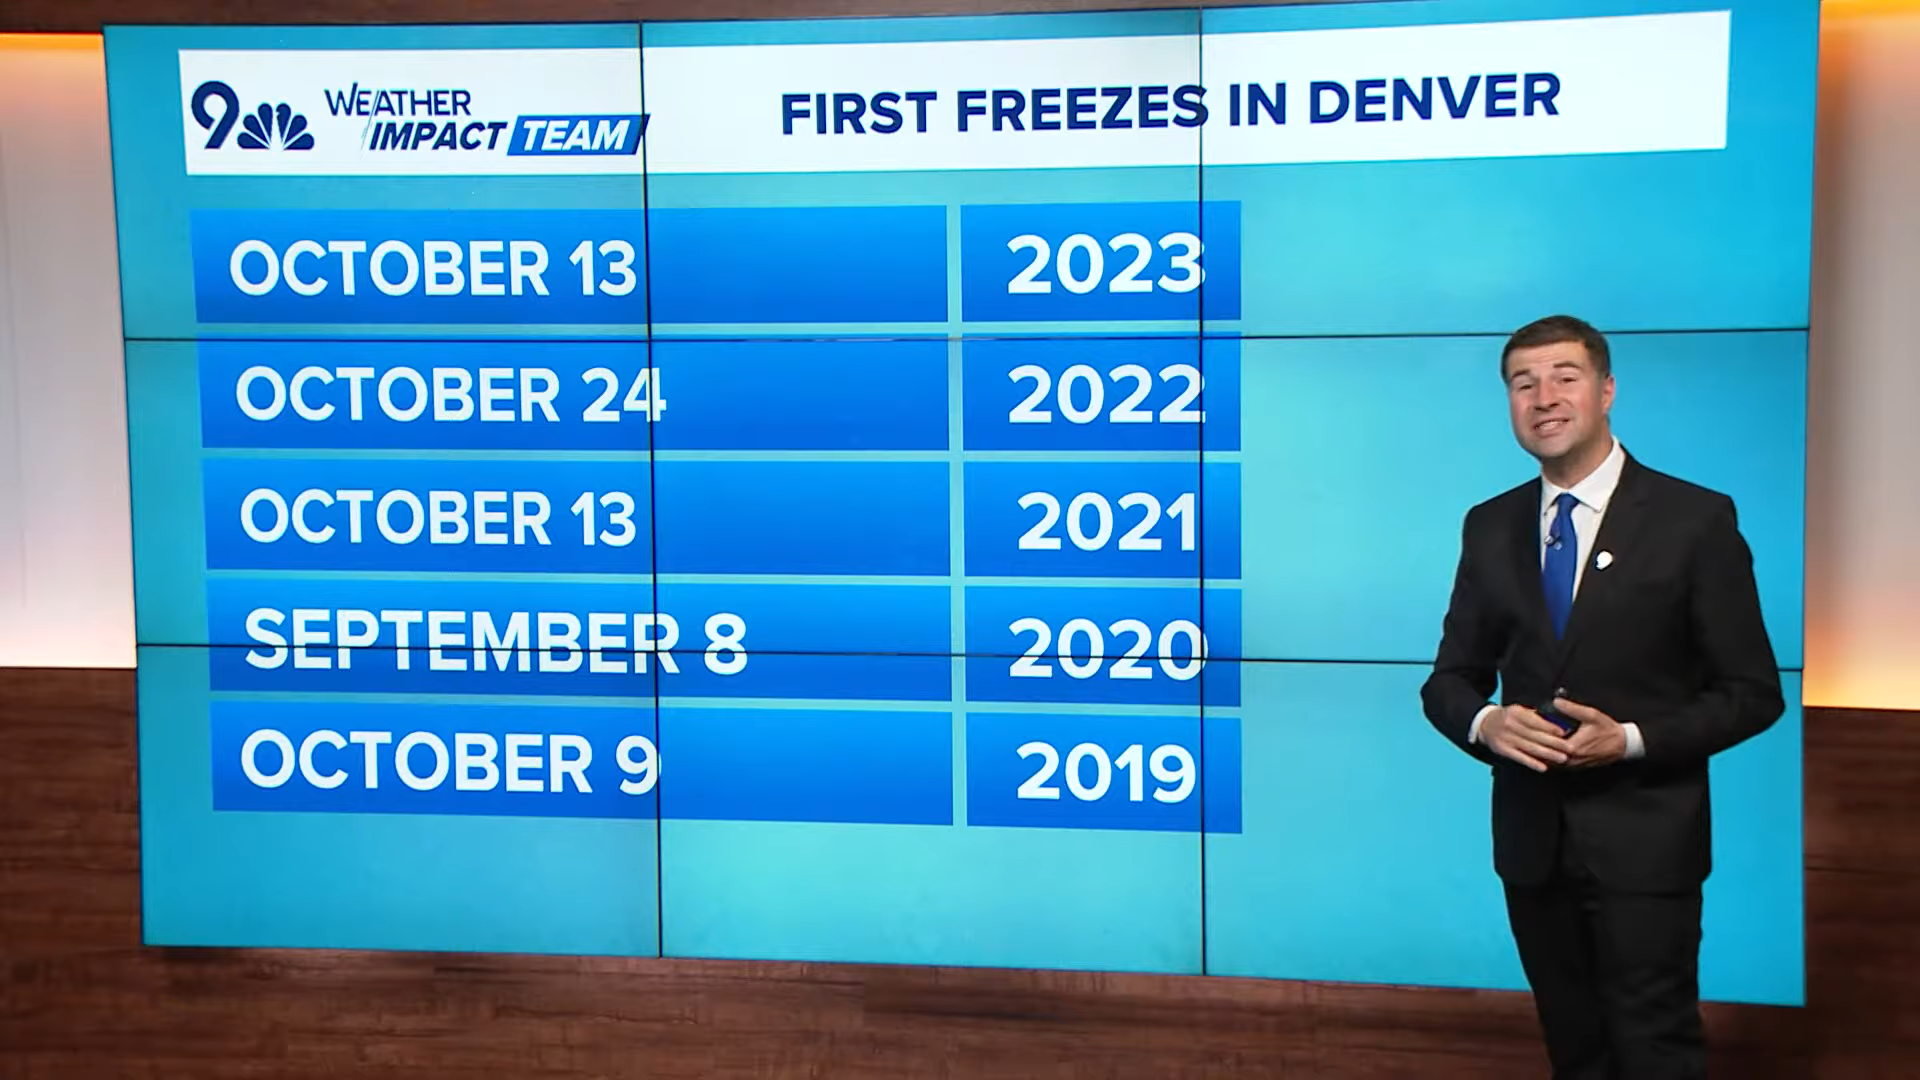 9 WEATHER
IMPACT TEAM
FIRST FREEZES IN DENVER
OCTOBER 13 2023
OCTOBER 24 2022
OCTOBER 13 2021
SEPTEMBER 8 2020
OCTOBER 9 2019